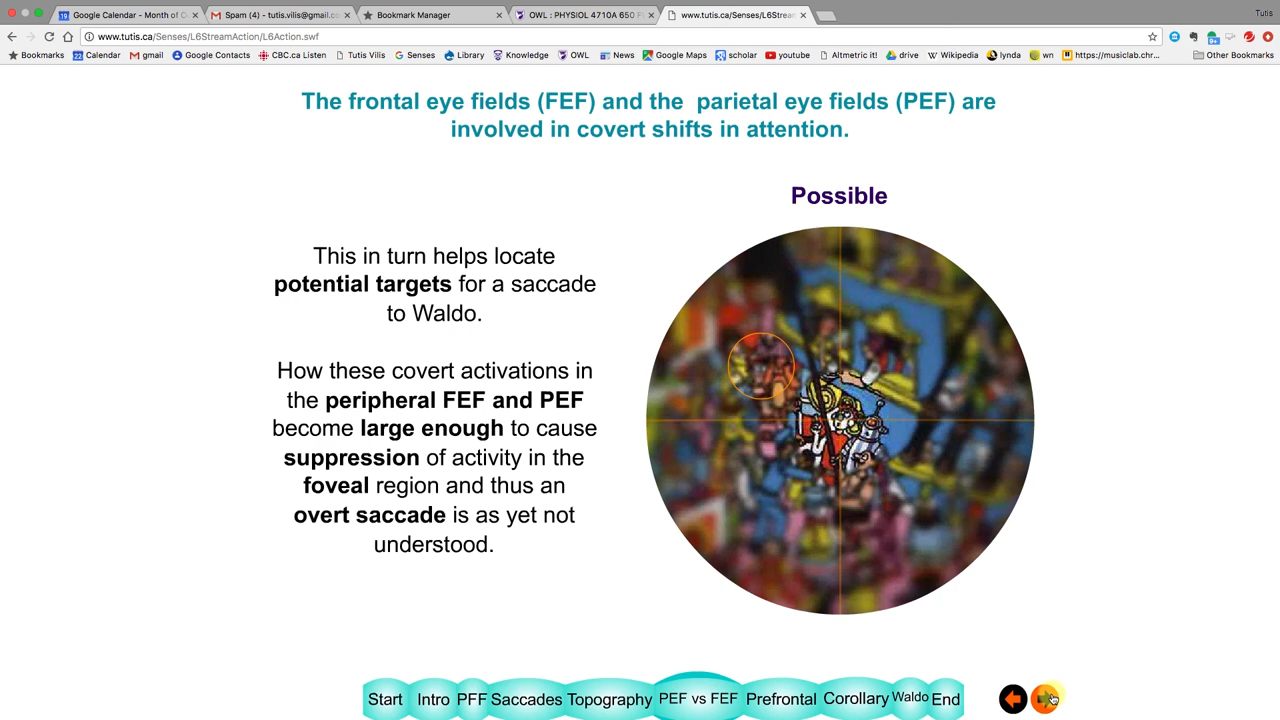 Google Calendar - Month of O
Spam (4) - tutis.vilis@gmail.c
Bookmark Manager
OWL : PHYSIOL 4710A 650 F
www.tutis.ca/Senses/L6Strea
Tutis
www.tutis.ca/Senses/L6StreamAction/L6Action.swf
Bookmarks Calendar gmail Google Contacts CBC.ca Listen Tutis Vilis Senses Library Knowledge OWL News Google Maps scholar youtube Altmetric it! drive Wikipedia lynda wn https://musiclab.chr... Other Bookmarks
The frontal eye fields (FEF) and the parietal eye fields (PEF) are
involved in covert shifts in attention.
Possible
This in turn helps locate
potential targets for a saccade
to Waldo.
How these covert activations in
the peripheral FEF and PEF
become large enough to cause
suppression of activity in the
foveal region and thus an
overt saccade is as yet not
understood.
Start Intro PFF Saccades Topography PEF vs FEF Prefrontal Corollary Waldo End